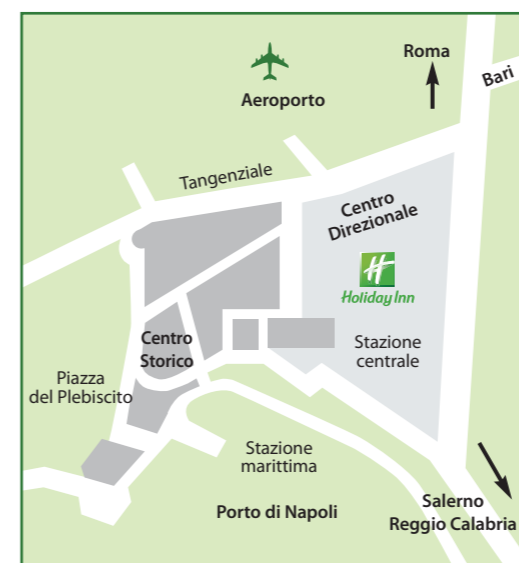 Roma
Bari
Aeroporto
Tangenziale
Centro
Direzionale
H
Holiday Inn
Centro
Storico
Stazione
centrale
Piazza
del Plebiscito
Stazione
marittima
Porto di Napoli
Salerno
Reggio Calabria